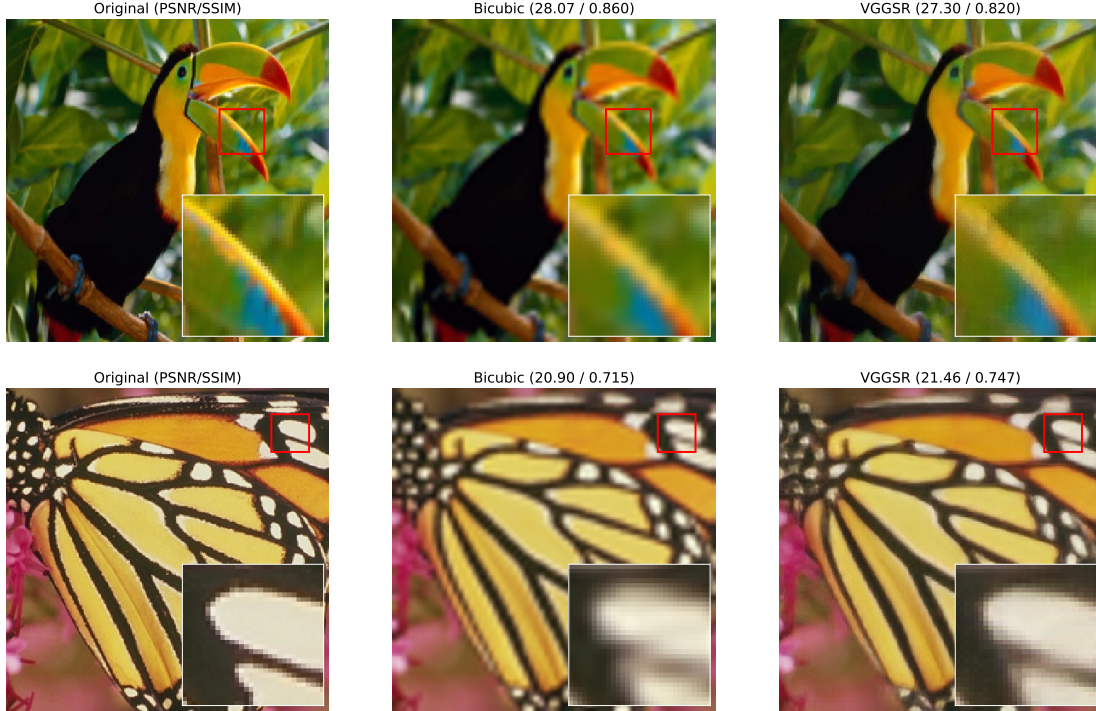 Original (PSNR/SSIM)
Bicubic (28.07 / 0.860)
VGGSR (27.30 / 0.820)
Original (PSNR/SSIM)
Bicubic (20.90 / 0.715)
VGGSR (21.46 / 0.747)